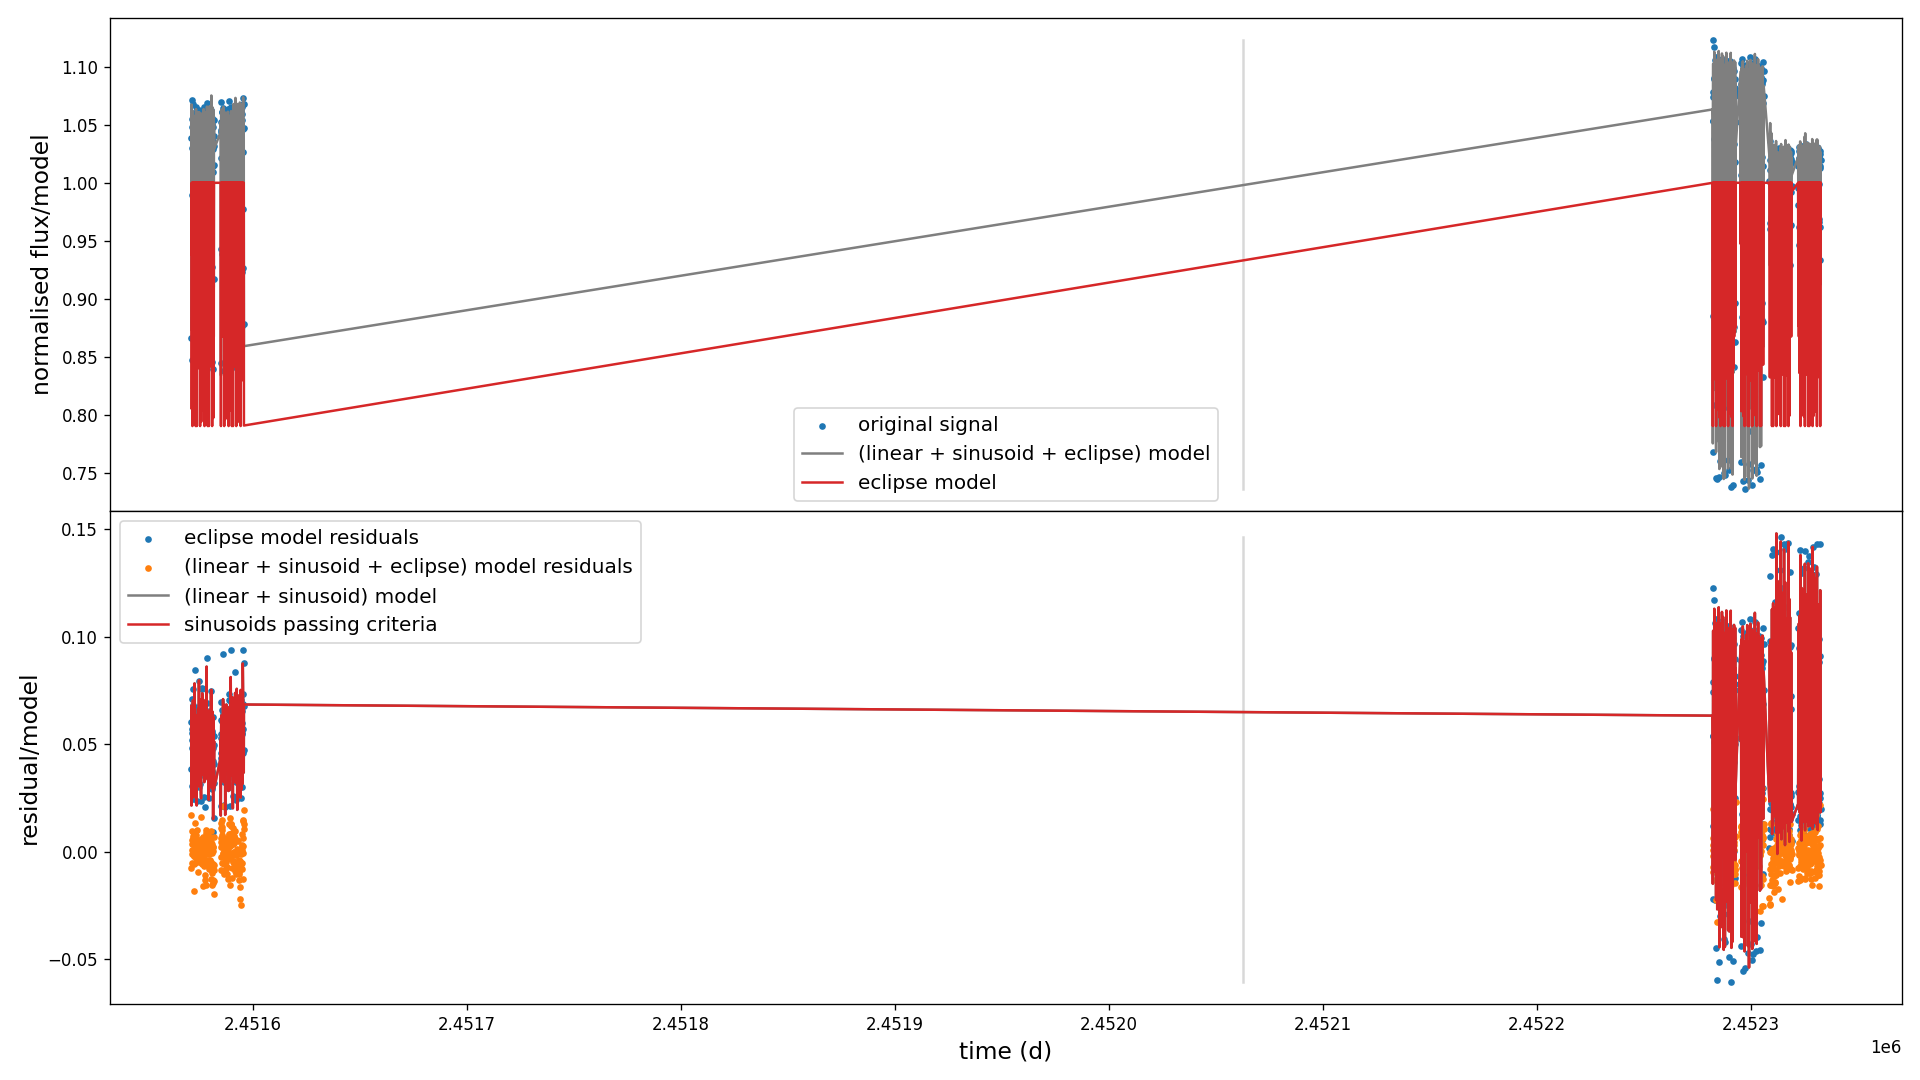 normalised flux/model
1.10
1.05
1.00
0.95
0.90
0.85
0.80
0.75
original signal
(linear + sinusoid + eclipse) model
eclipse model
residual/model
0.15
0.10
0.05
0.00
−0.05
eclipse model residuals
(linear + sinusoid + eclipse) model residuals
(linear + sinusoid) model
sinusoids passing criteria
2.4516 2.4517 2.4518 2.4519 2.4520 2.4521 2.4522 2.4523
1e6
time (d)